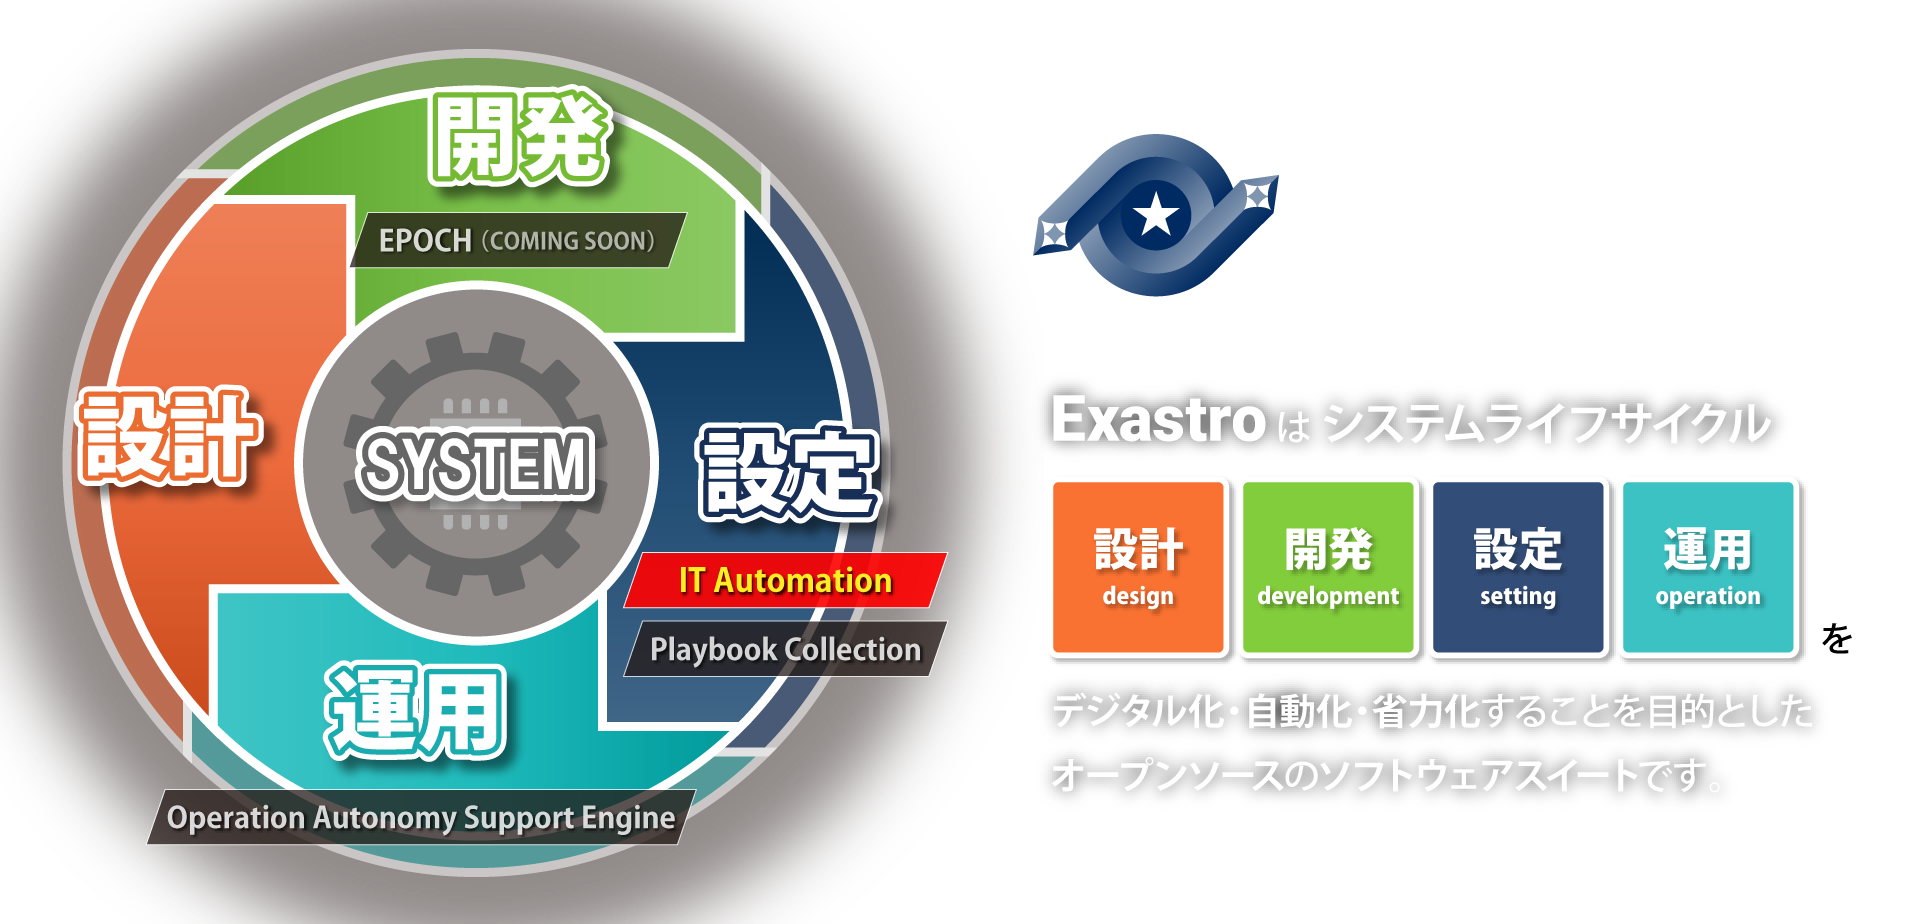 開発
EPOCH（COMING SOON）
設計
SYSTEM
設定
IT Automation
Playbook Collection
運用
Operation Autonomy Support Engine
Exastro は システムライフサイクル
設計
design
開発
development
設定
setting
運用
operation
を
デジタル化・自動化・省力化することを目的とした
オープンソースのソフトウェアスイートです。